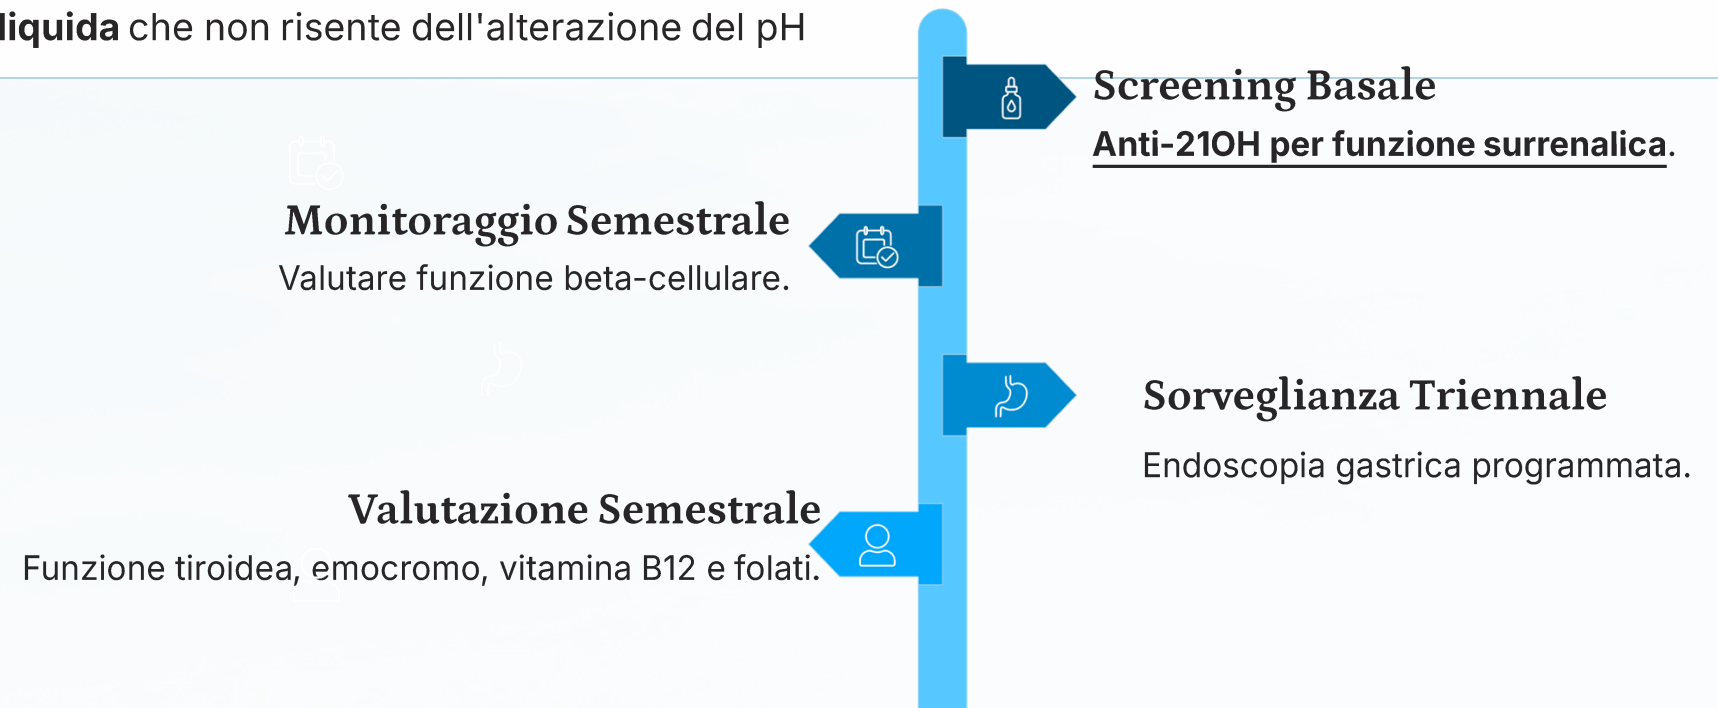 liquida che non risente dell'alterazione del pH
Screening Basale
Anti-21OH per funzione surrenalica.
Monitoraggio Semestrale
Valutare funzione beta-cellulare.
Sorveglianza Triennale
Endoscopia gastrica programmata.
Valutazione Semestrale
Funzione tiroidea, emocromo, vitamina B12 e folati.